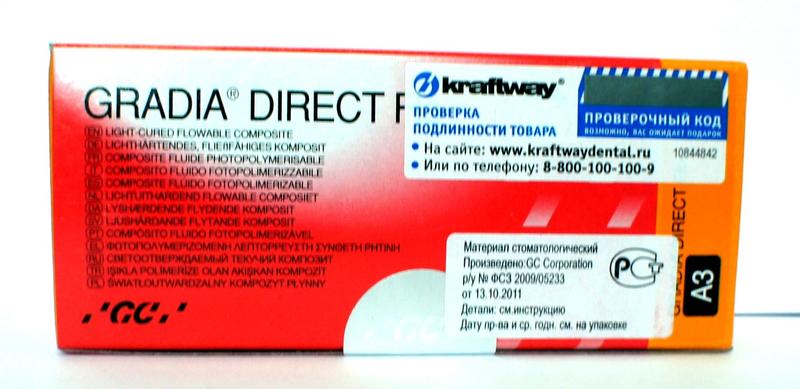 GRADIA® DIRECT F
EN LIGHT-CURED FLOWABLE COMPOSITE
DE LICHTHÄRTENDES, FLIEßFÄHIGES KOMPOSIT
FR COMPOSITE FLUIDE PHOTOPOLYMERISABLE
IT COMPOSITO FLUIDO FOTOPOLIMERIZZABILE
ES COMPOSITE FLUIDO FOTOPOLIMERIZABLE
NL LICHTUITHARDEND FLOWABLE COMPOSIET
DA LYSHÆRDENDE FLYDENDE KOMPOSIT
SV LJUSHÄRDANDE FLYTANDE KOMPOSIT
PT COMPÓSITO FLUIDO FOTOPOLIMERIZÁVEL
EL ΦΩΤΟΠΟΛΥΜΕΡΙΖΟΜΕΝΗ ΛΕΠΤΟΡΡΕΥΣΤΗ ΣΥΝΘΕΤΗ ΡΗΤΙΝΗ
RU СВЕТООТВЕРЖДАЕМЫЙ ТЕКУЧИЙ КОМПОЗИТ
TR IŞIKLA POLIMERIZE OLAN AKIŞKAN KOMPOZİT
PL ŚWIATŁOUTWARDZALNY KOMPOZYT PŁYNNY
GC
kraftway®
ПРОВЕРКА
ПОДЛИННОСТИ ТОВАРА
ПРОВЕРОЧНЫЙ КОД
ВОЗМОЖНО, ВАС ОЖИДАЕТ ПОДАРОК
• На сайте: www.kraftwaydental.ru
10844842
• Или по телефону: 8-800-100-100-9
Материал стоматологический
Произведено:GC Corporation
р/у № ФСЗ 2009/05233
от 13.10.2011
Детали: см.инструкцию
Дату пр-ва и ср. годн. см. на упаковке
РСТ
GRADIA DIRECT
A3